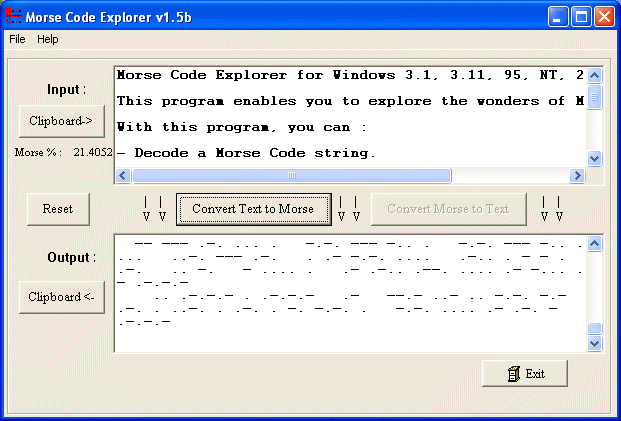 Morse Code Explorer v1.5b
File Help
Input :
Clipboard->
Morse % : 21.4052
Morse Code Explorer for Windows 3.1, 3.11, 95, NT, 2
This program enables you to explore the wonders of M
With this program, you can :
- Decode a Morse Code string.
Reset
Convert Text to Morse
Convert Morse to Text
Output :
Clipboard <-
Exit